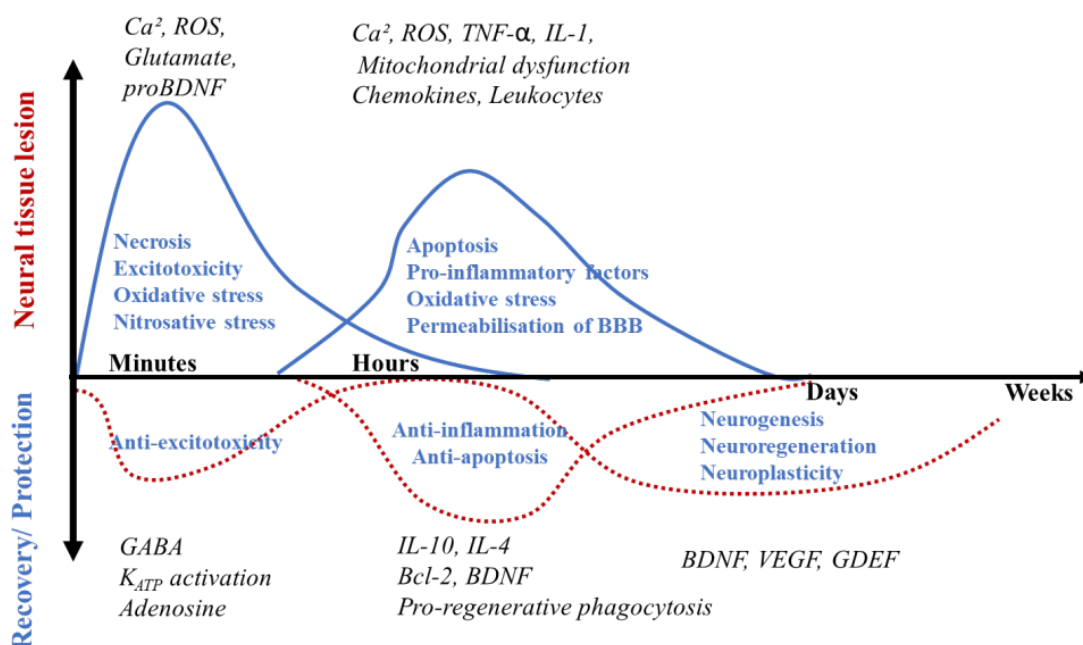 Ca², ROS,
Glutamate,
proBDNF
Ca², ROS, TNF-α, IL-1,
Mitochondrial dysfunction
Chemokines, Leukocytes
Neural tissue lesion
Necrosis
Excitotoxicity
Oxidative stress
Nitrosative stress
Apoptosis
Pro-inflammatory factors
Oxidative stress
Permeabilisation of BBB
Minutes
Hours
Days
Weeks
Recovery/ Protection
Anti-excitotoxicity
Anti-inflammation
Anti-apoptosis
Neurogenesis
Neuroregeneration
Neuroplasticity
GABA
KATP activation
Adenosine
IL-10, IL-4
Bcl-2, BDNF
Pro-regenerative phagocytosis
BDNF, VEGF, GDEF